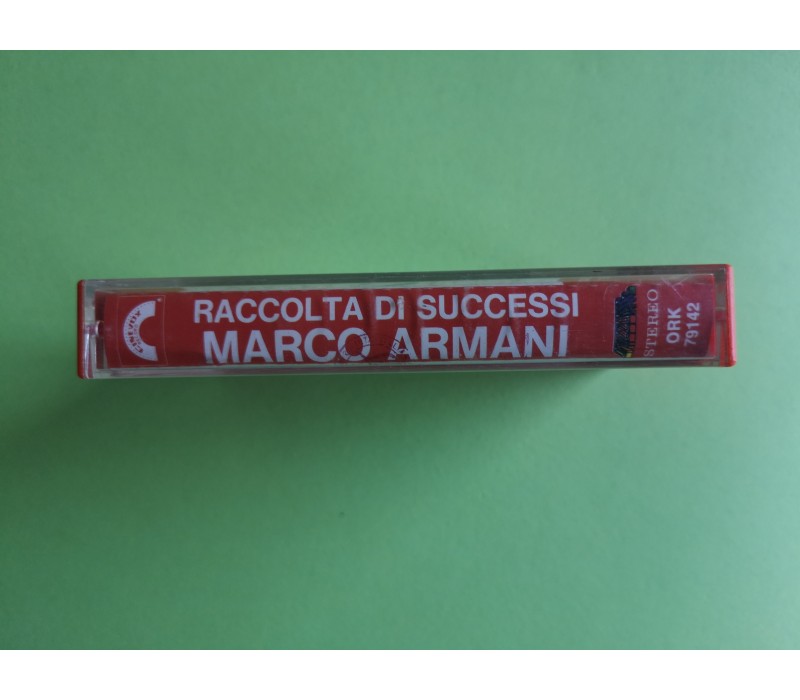 RACCOLTA DI SUCCESSI
MARCO ARMANI
STEREO
ORK
79142